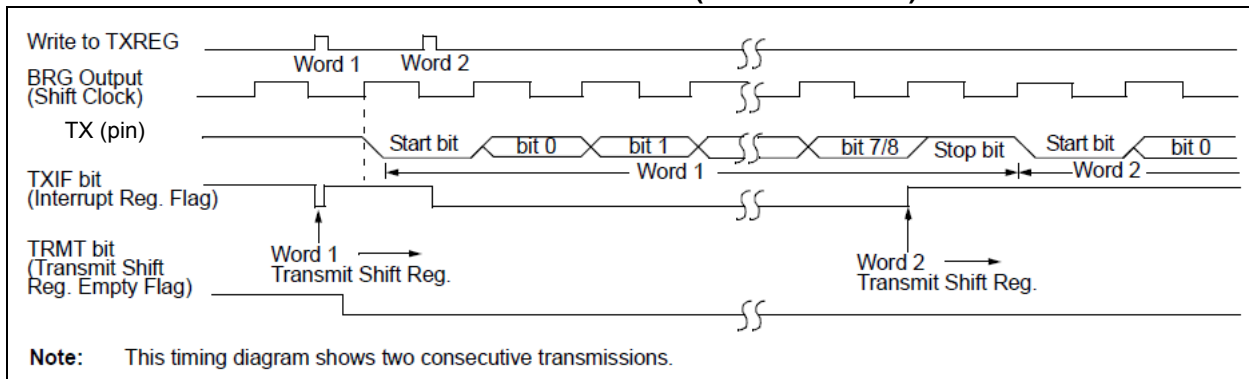 Write to TXREG
Word 1
Word 2
BRG Output
(Shift Clock)
TX (pin)
Start bit
bit 0
bit 1
bit 7/8
Stop bit
Start bit
bit 0
Word 1
Word 2
TXIF bit
(Interrupt Reg. Flag)
TRMT bit
(Transmit Shift
Reg. Empty Flag)
Word 1
Transmit Shift Reg.
Word 2
Transmit Shift Reg.
Note: This timing diagram shows two consecutive transmissions.